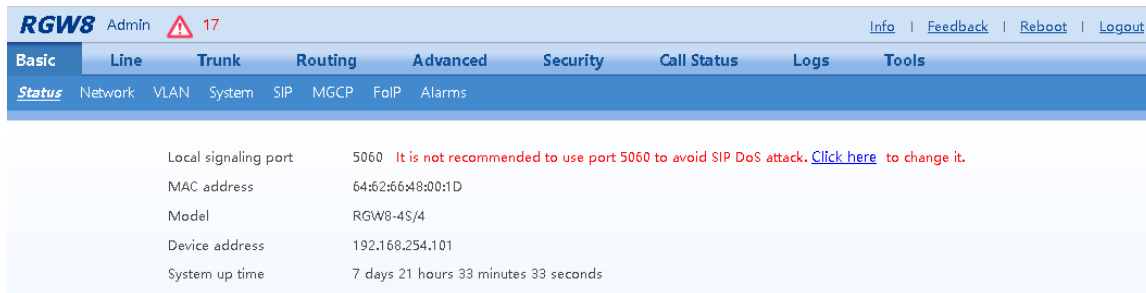 RGW8 Admin 17 Info | Feedback | Reboot | Logout
Basic Line Trunk Routing Advanced Security Call Status Logs Tools
Status Network VLAN System SIP MGCP FoIP Alarms
Local signaling port 5060 It is not recommended to use port 5060 to avoid SIP DoS attack. Click here to change it.
MAC address 64:62:66:48:00:1D
Model RGW8-4S/4
Device address 192.168.254.101
System up time 7 days 21 hours 33 minutes 33 seconds